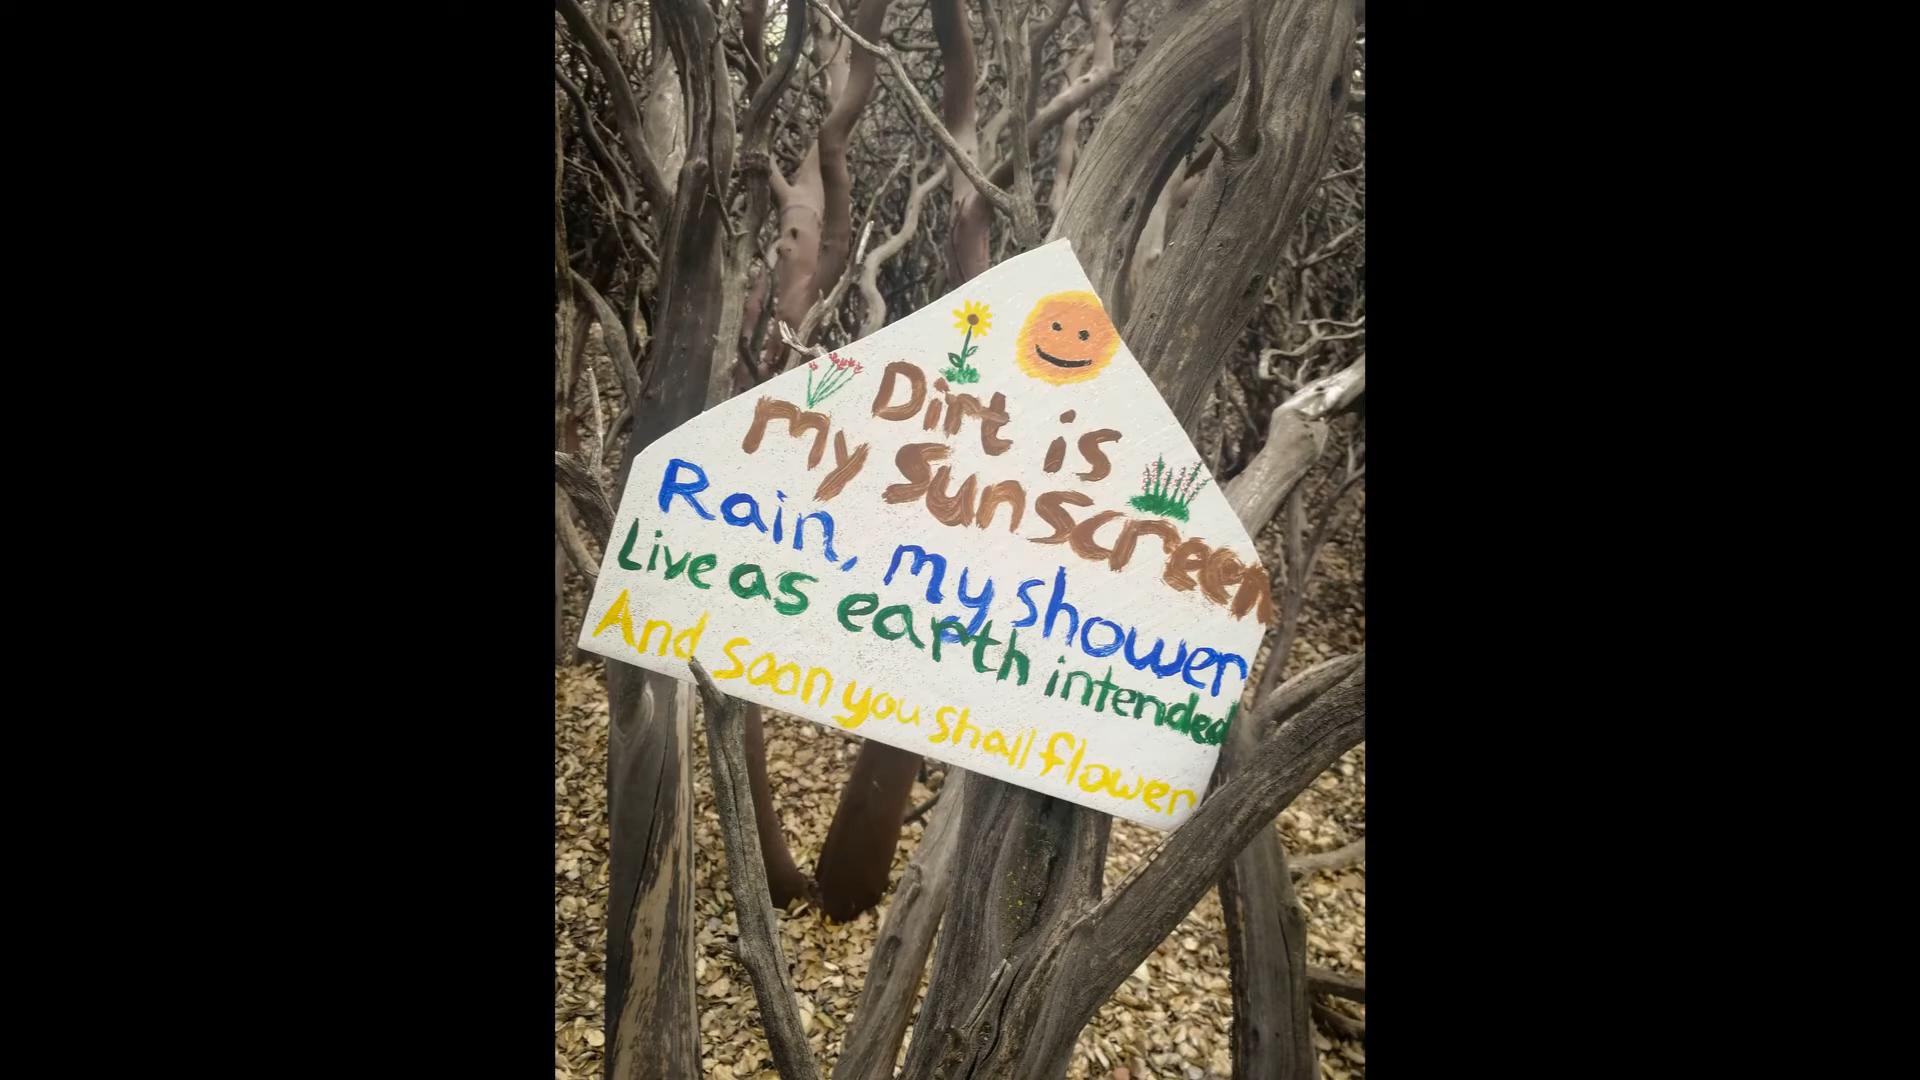 Dirt is
my Sunscreen
Rain, my shower
Live as earth intended
And soon you shall flower